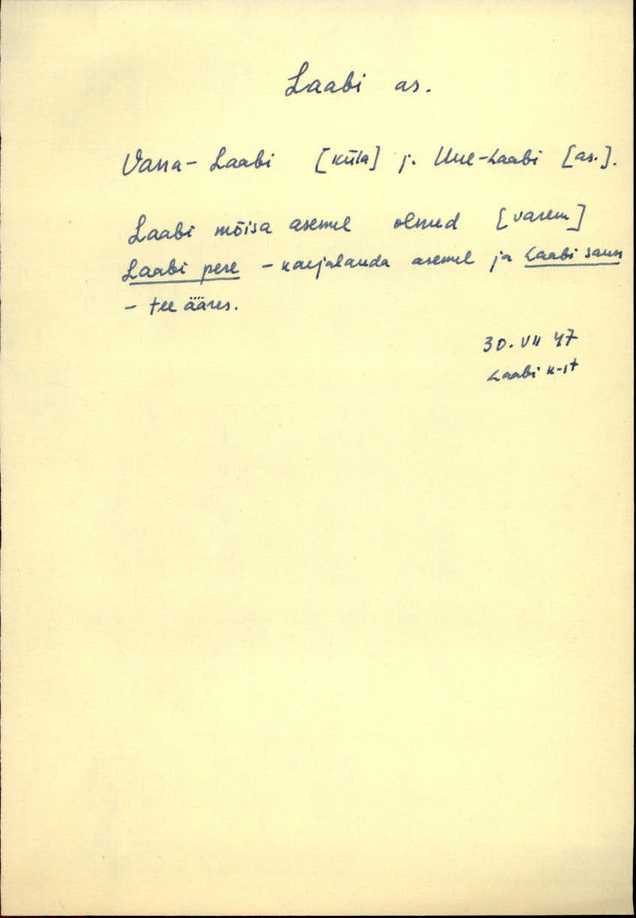 Laabi as.
Vana-Laabi [küla] j. Uue-Laabi [as.].
Laabi mõisa asemel olnud [varem]
Laabi pere - karjalauda asemel ja Laabi saun
- tee ääres.
30. VII 47
Laabi k-st